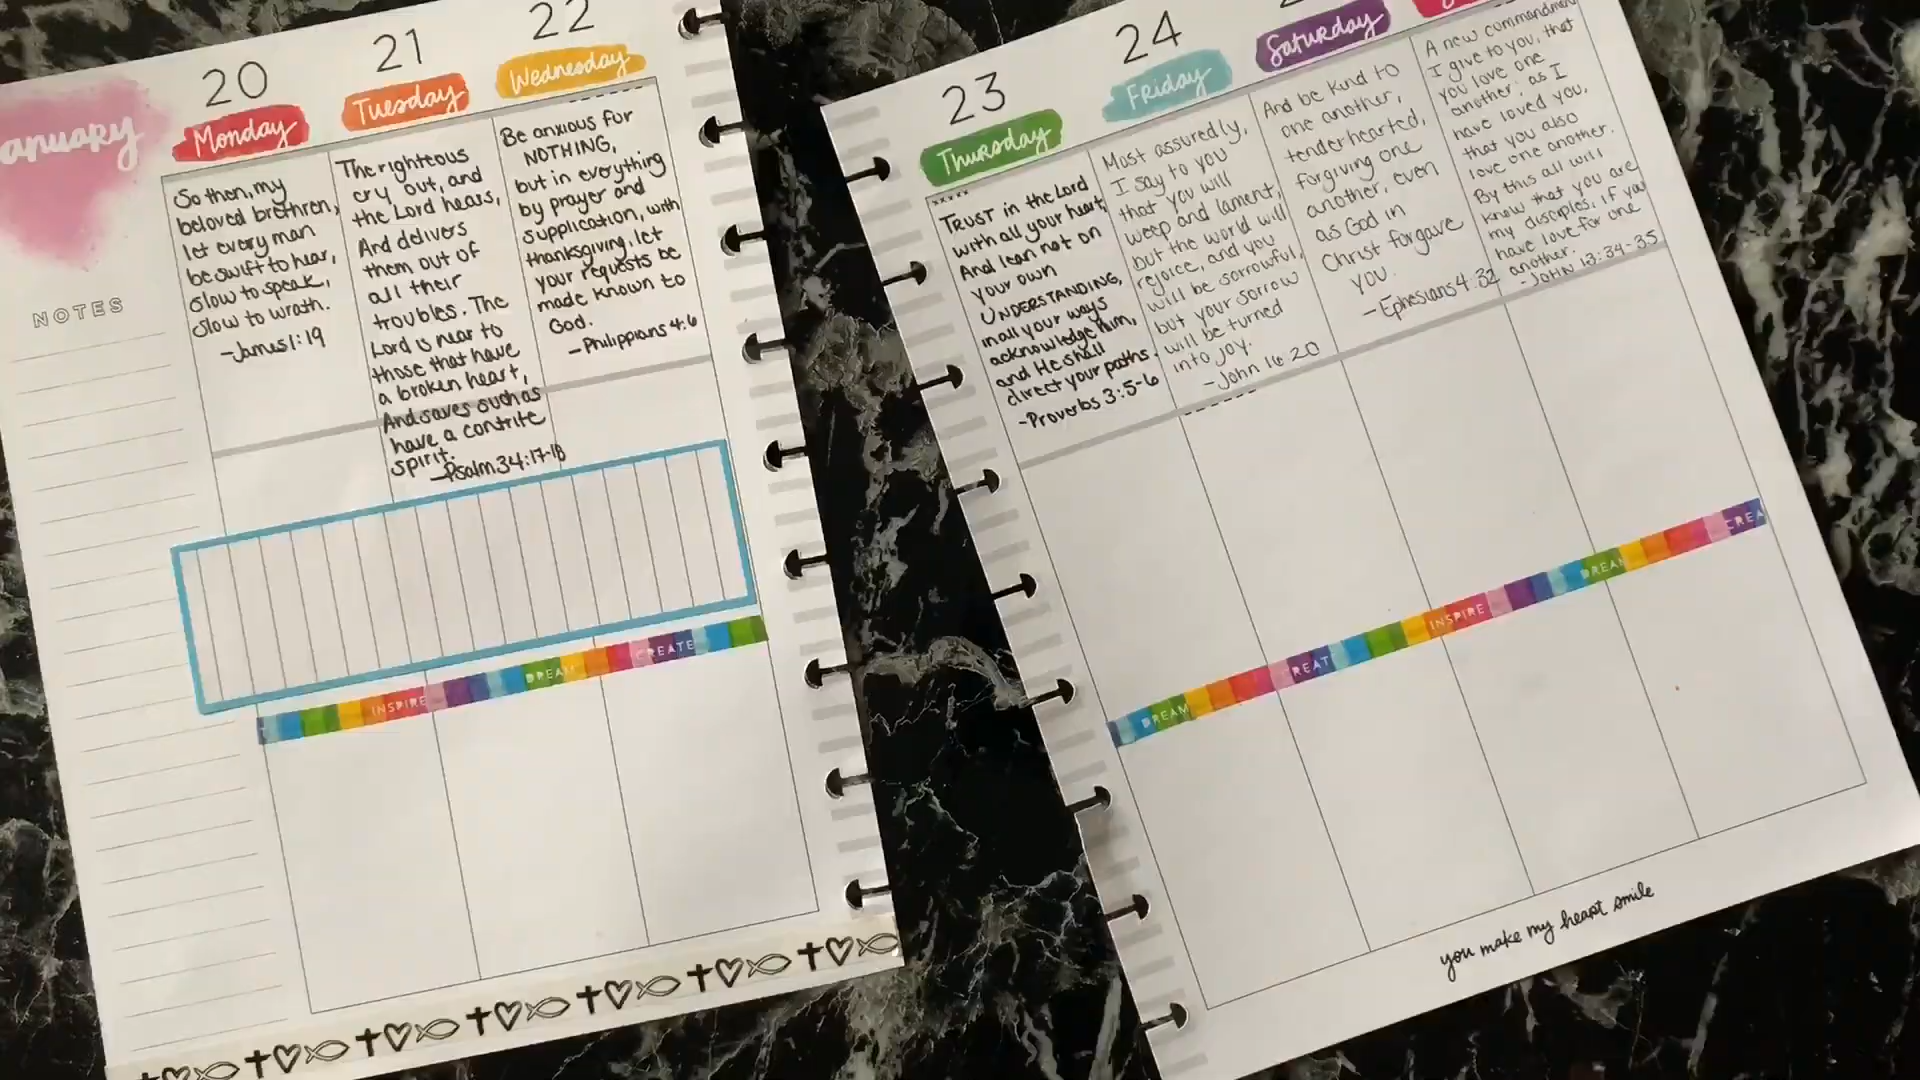 20
Monday
So then, my
beloved brethren,
let every man
be swift to hear,
slow to speak,
slow to wrath.
-James 1:19
21
Tuesday
The righteous
cry out, and
the Lord hears,
And delivers
them out of
all their
troubles. The
Lord is near to
those that have
a broken heart,
And saves such as
have a contrite
spirit.
-Psalm 34:17-18
22
Wednesday
Be anxious for
NOTHING,
but in everything
by prayer and
supplication, with
thanksgiving, let
your requests be
made known to
God.
-Philippians 4:6
NOTES
INSPIRE
DREAM
CREATE
23
Thursday
TRUST in the Lord
with all your heart,
And lean not on
your own
UNDERSTANDING,
in all your ways
acknowledge Him,
and He shall
direct your paths.
-Proverbs 3:5-6
24
Friday
Most assuredly,
I say to you
that you will
weep and lament,
but the world will
rejoice, and you
will be sorrowful,
but your sorrow
will be turned
into joy.
-John 16:20
Saturday
And be kind to
one another,
tenderhearted,
forgiving one
another, even
as God in
Christ forgave
you.
-Ephesians 4:32
A new commandment
I give to you, that
you love one
another; as I
have loved you,
that you also
love one another.
By this all will
know that you are
my disciples, if you
have love for one
another.
-JOHN 13:34-35
DREAM
CREAT
INSPIRE
DREAM
CREA
you make my heart smile